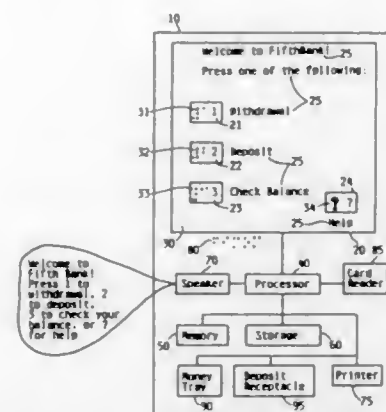 10
Welcome to FifthBank! 25
Press one of the following:
25
31 1 Withdrawal
21
32 2 Deposit
22 25
24
33 3 Check Balance
34 ?
23
25 Help
30 20 85
80
70 40
Welcome to
Fifth Bank!
Press 1 to
withdrawal, 2
to deposit,
3 to check your
balance, or ?
for help
Speaker Processor Card
Reader
Memory Storage
50 60
Money
Tray
Deposit
Receptacle
Printer
90 95 75